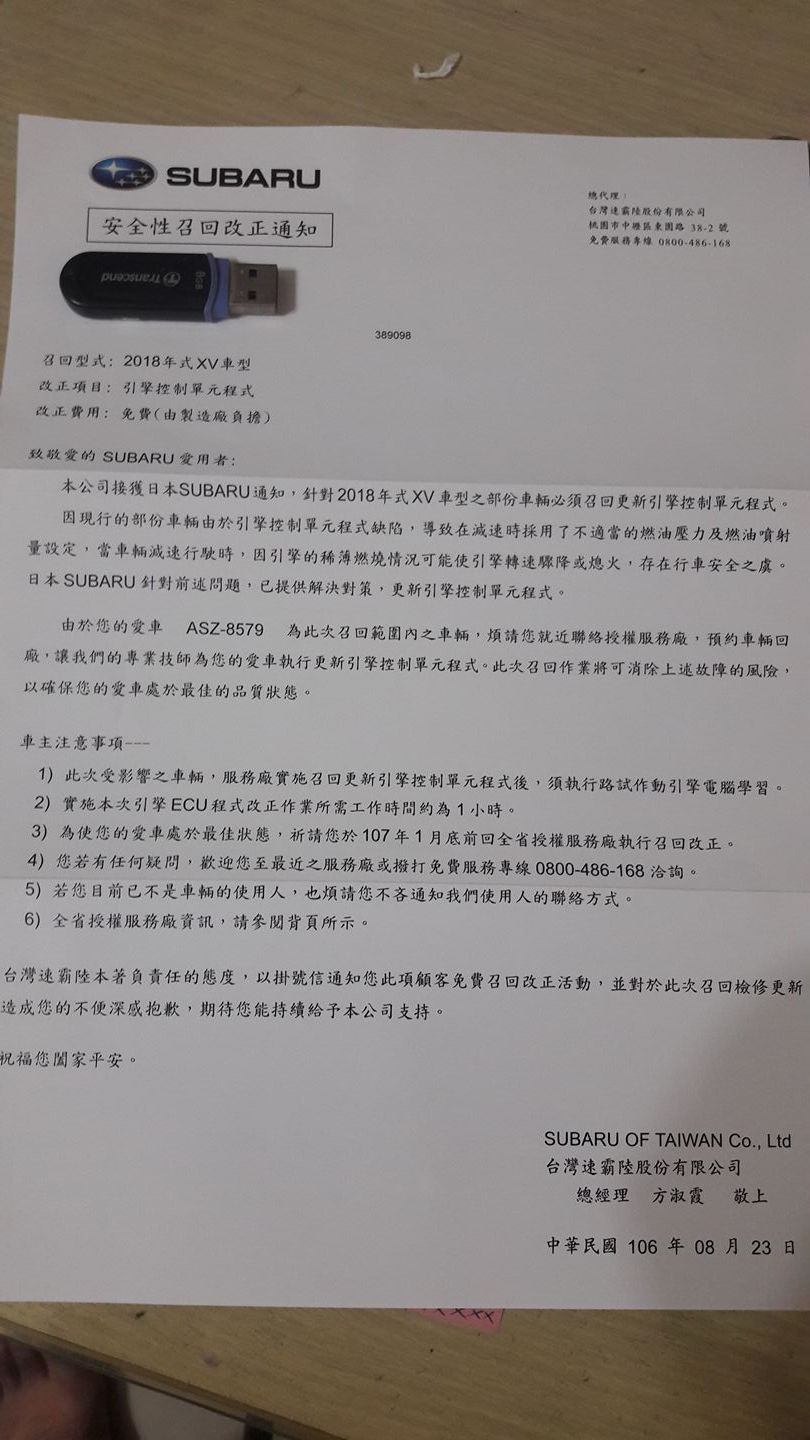 SUBARU
總代理：
台灣速霸陸股份有限公司
桃園市中壢區東園路 38-2 號
免費服務專線 0800-486-168
安全性召回改正通知
Transcend
8GB
389098
召回型式：2018年式XV車型
改正項目：引擎控制單元程式
改正費用：免費(由製造廠負擔)
致敬愛的 SUBARU 愛用者：
本公司接獲日本SUBARU通知，針對2018年式XV車型之部份車輛必須召回更新引擎控制單元程式。
因現行的部份車輛由於引擎控制單元程式缺陷，導致在減速時採用了不適當的燃油壓力及燃油噴射
量設定，當車輛減速行駛時，因引擎的稀薄燃燒情況可能使引擎轉速驟降或熄火，存在行車安全之虞。
日本 SUBARU 針對前述問題，已提供解決對策，更新引擎控制單元程式。
由於您的愛車 ASZ-8579 為此次召回範圍內之車輛，煩請您就近聯絡授權服務廠，預約車輛回
廠，讓我們的專業技師為您的愛車執行更新引擎控制單元程式。此次召回作業將可消除上述故障的風險，
以確保您的愛車處於最佳的品質狀態。
車主注意事項---
1) 此次受影響之車輛，服務廠實施召回更新引擎控制單元程式後，須執行路試作動引擎電腦學習。
2) 實施本次引擎 ECU 程式改正作業所需工作時間約為 1 小時。
3) 為使您的愛車處於最佳狀態，祈請您於 107 年 1 月底前回全省授權服務廠執行召回改正。
4) 您若有任何疑問，歡迎您至最近之服務廠或撥打免費服務專線 0800-486-168 洽詢。
5) 若您目前已不是車輛的使用人，也煩請您不吝通知我們使用人的聯絡方式。
6) 全省授權服務廠資訊，請參閱背頁所示。
台灣速霸陸本著負責任的態度，以掛號信通知您此項顧客免費召回改正活動，並對於此次召回檢修更新
造成您的不便深感抱歉，期待您能持續給予本公司支持。
祝福您闔家平安。
SUBARU OF TAIWAN Co., Ltd
台灣速霸陸股份有限公司
總經理 方淑霞 敬上
中華民國 106 年 08 月 23 日